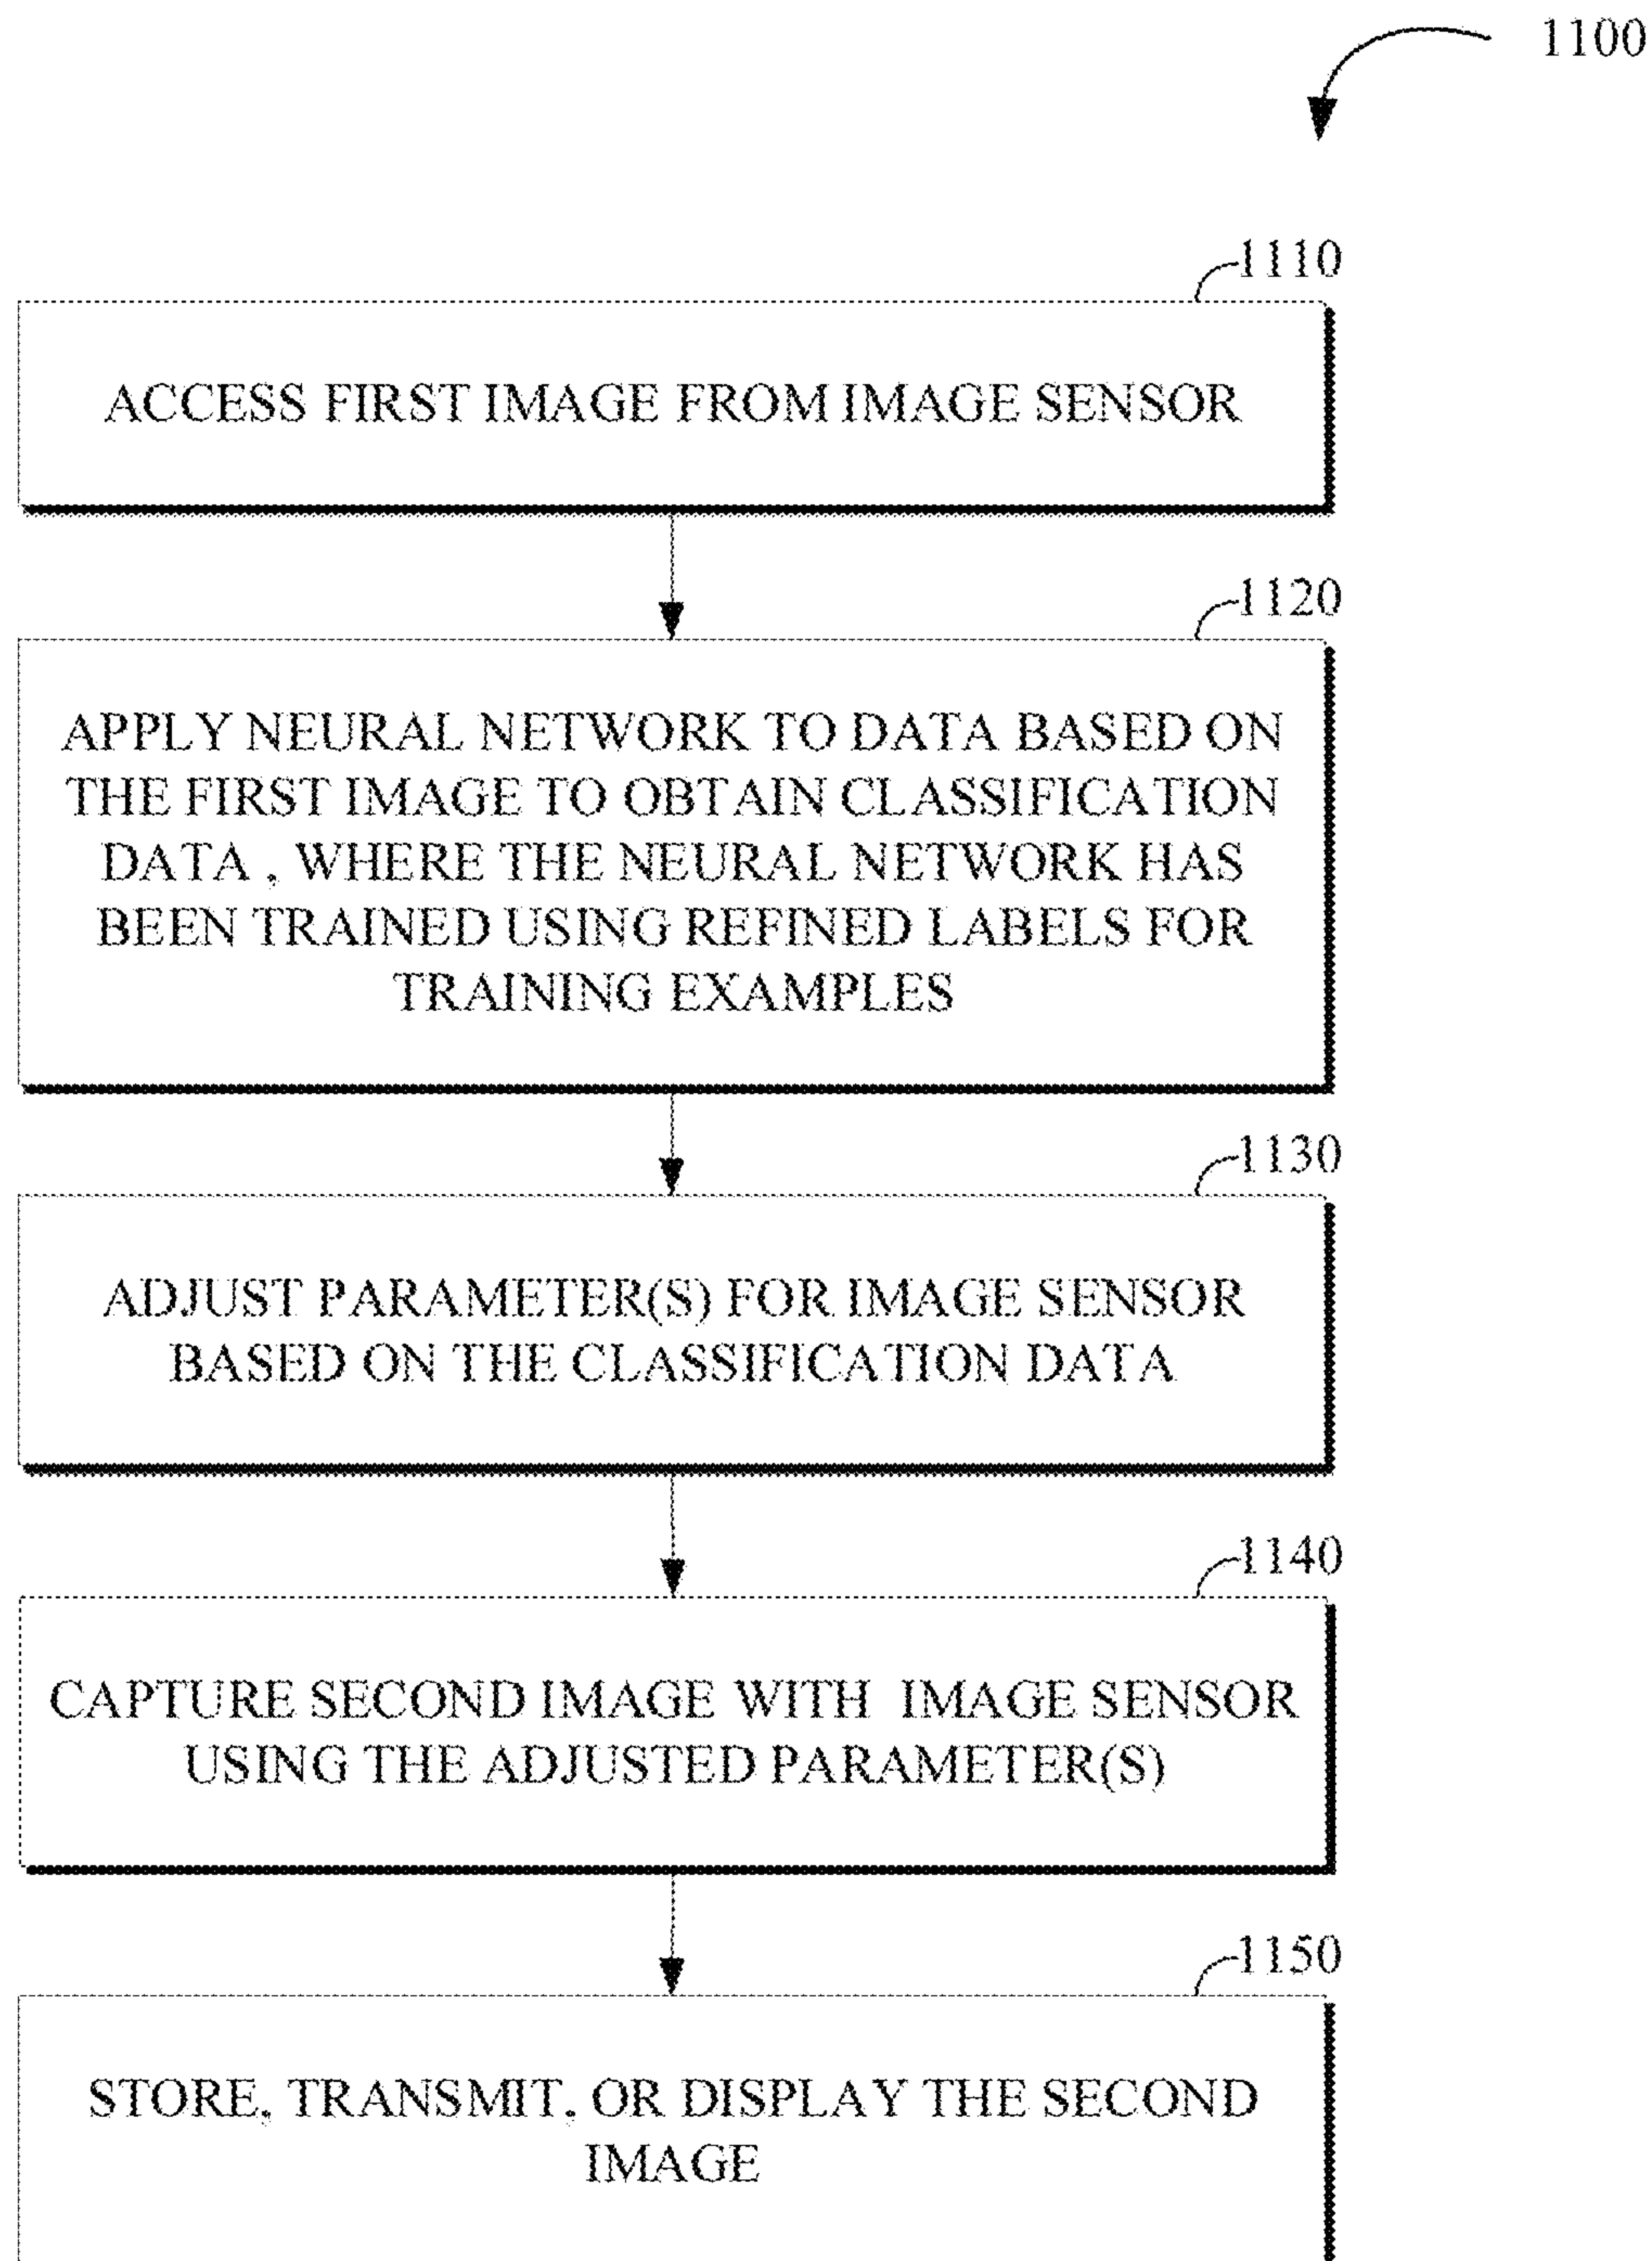 1100
1110
ACCESS FIRST IMAGE FROM IMAGE SENSOR
1120
APPLY NEURAL NETWORK TO DATA BASED ON
THE FIRST IMAGE TO OBTAIN CLASSIFICATION
DATA , WHERE THE NEURAL NETWORK HAS
BEEN TRAINED USING REFINED LABELS FOR
TRAINING EXAMPLES
1130
ADJUST PARAMETER(S) FOR IMAGE SENSOR
BASED ON THE CLASSIFICATION DATA
1140
CAPTURE SECOND IMAGE WITH IMAGE SENSOR
USING THE ADJUSTED PARAMETER(S)
1150
STORE, TRANSMIT, OR DISPLAY THE SECOND
IMAGE